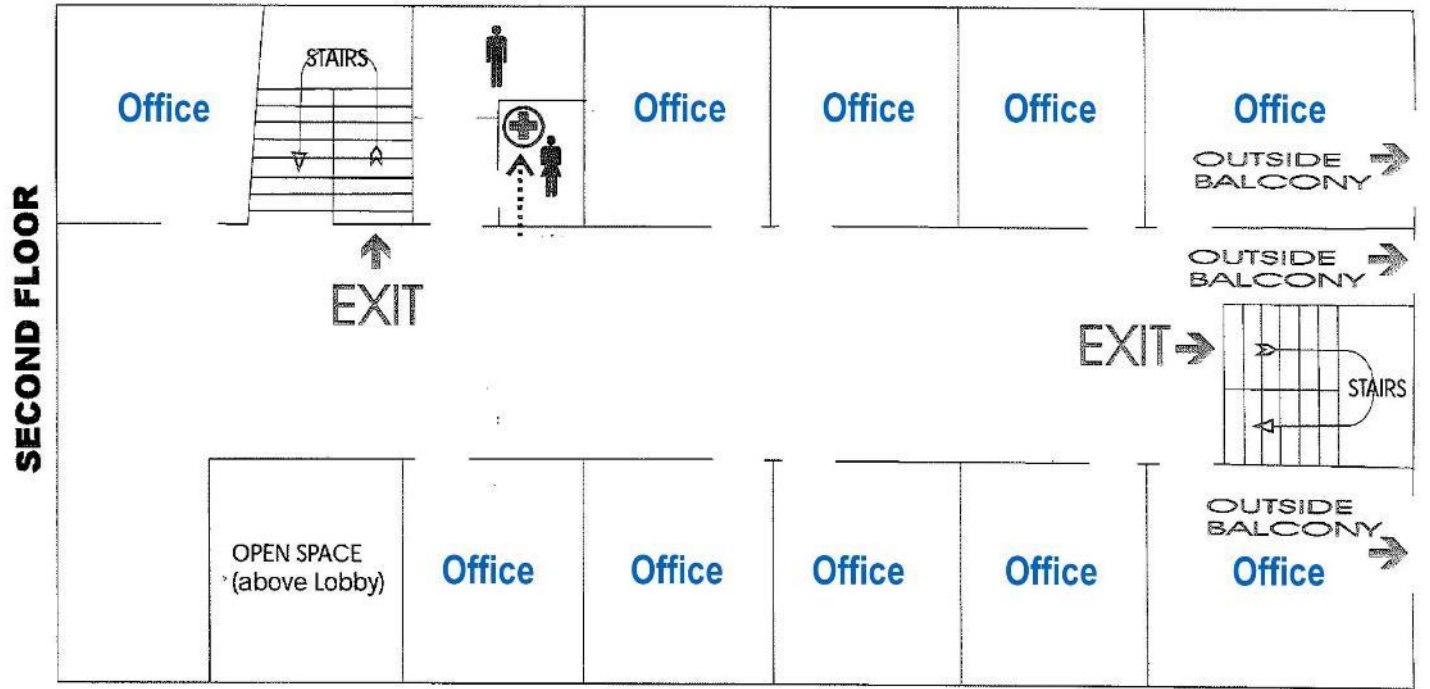 SECOND FLOOR
STAIRS
Office
Office
Office
Office
Office
OUTSIDE
BALCONY
OUTSIDE
BALCONY
EXIT
EXIT
STAIRS
OUTSIDE
BALCONY
OPEN SPACE
(above Lobby)
Office
Office
Office
Office
Office